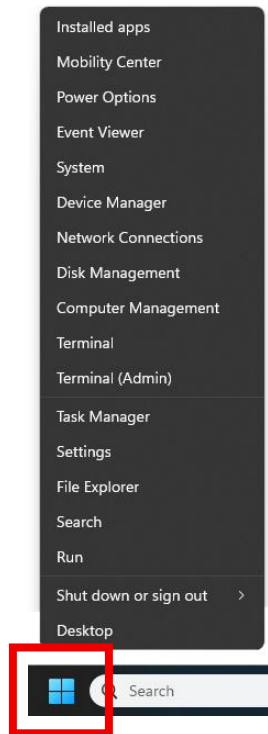 Installed apps
Mobility Center
Power Options
Event Viewer
System
Device Manager
Network Connections
Disk Management
Computer Management
Terminal
Terminal (Admin)
Task Manager
Settings
File Explorer
Search
Run
Shut down or sign out
Desktop
Search